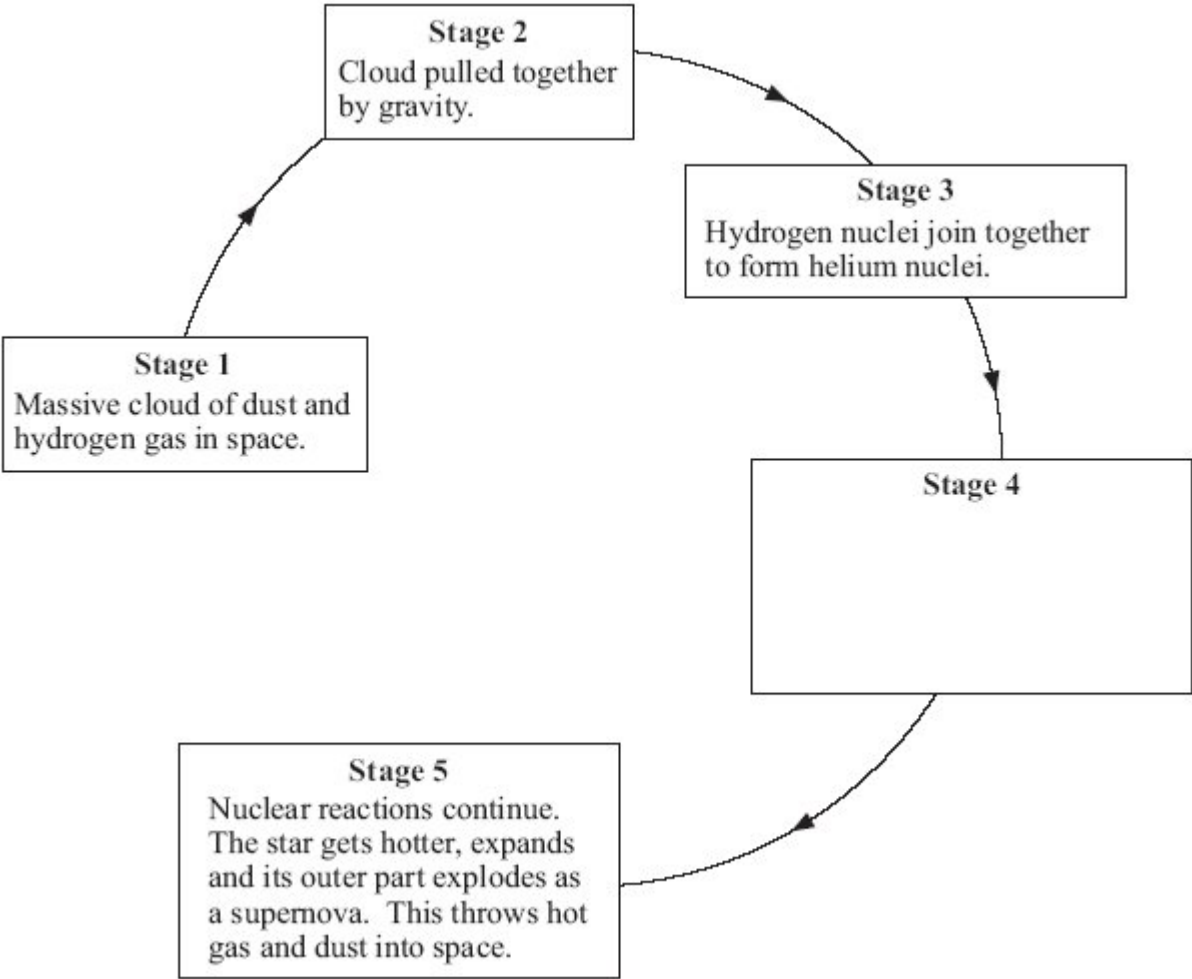 Stage 2
Cloud pulled together
by gravity.
Stage 3
Hydrogen nuclei join together
to form helium nuclei.
Stage 1
Massive cloud of dust and
hydrogen gas in space.
Stage 4
Stage 5
Nuclear reactions continue.
The star gets hotter, expands
and its outer part explodes as
a supernova. This throws hot
gas and dust into space.